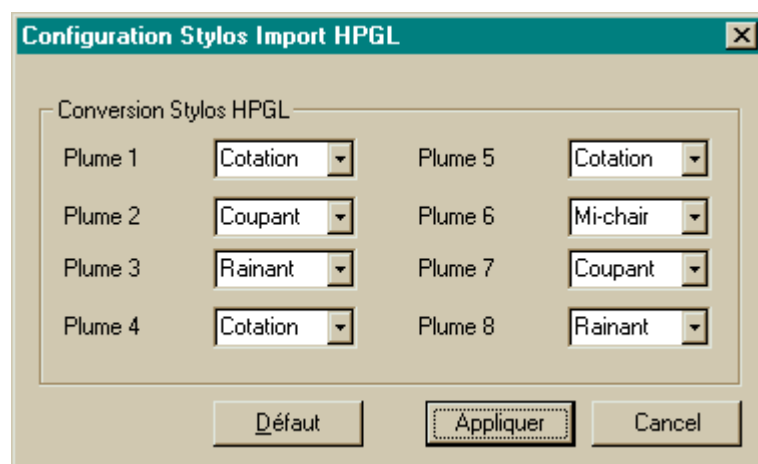 Configuration Stylos Import HPGL
Conversion Stylos HPGL
Plume 1 Cotation Plume 5 Cotation
Plume 2 Coupant Plume 6 Mi-chair
Plume 3 Rainant Plume 7 Coupant
Plume 4 Cotation Plume 8 Rainant
Défaut Appliquer Cancel